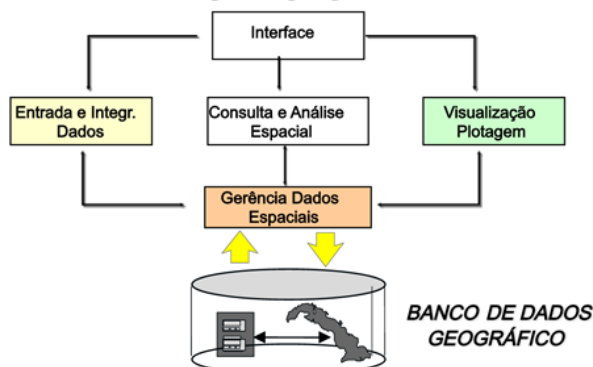 Interface
Entrada e Integr.
Dados
Consulta e Análise
Espacial
Visualização
Plotagem
Gerência Dados
Espaciais
BANCO DE DADOS
GEOGRÁFICO